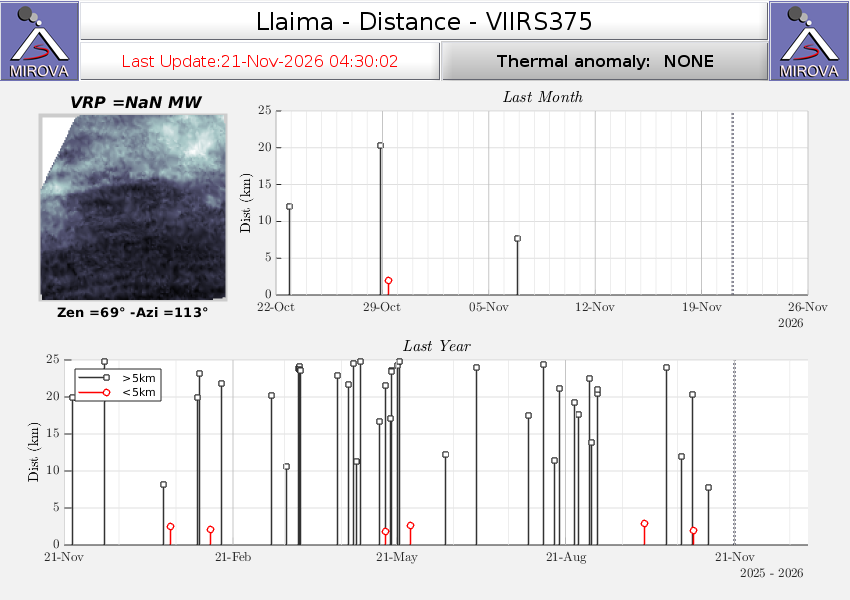 Llaima - Distance - VIIRS375
MIROVA
Last Update:21-Nov-2026 04:30:02
Thermal anomaly: NONE
MIROVA
VRP =NaN MW
Zen =69° -Azi =113°
Last Month
25
20
15
10
5
0
Dist (km)
22-Oct
29-Oct
05-Nov
12-Nov
19-Nov
26-Nov
2026
Last Year
25
20
15
10
5
0
Dist (km)
>5km
<5km
21-Nov
21-Feb
21-May
21-Aug
21-Nov
2025 - 2026